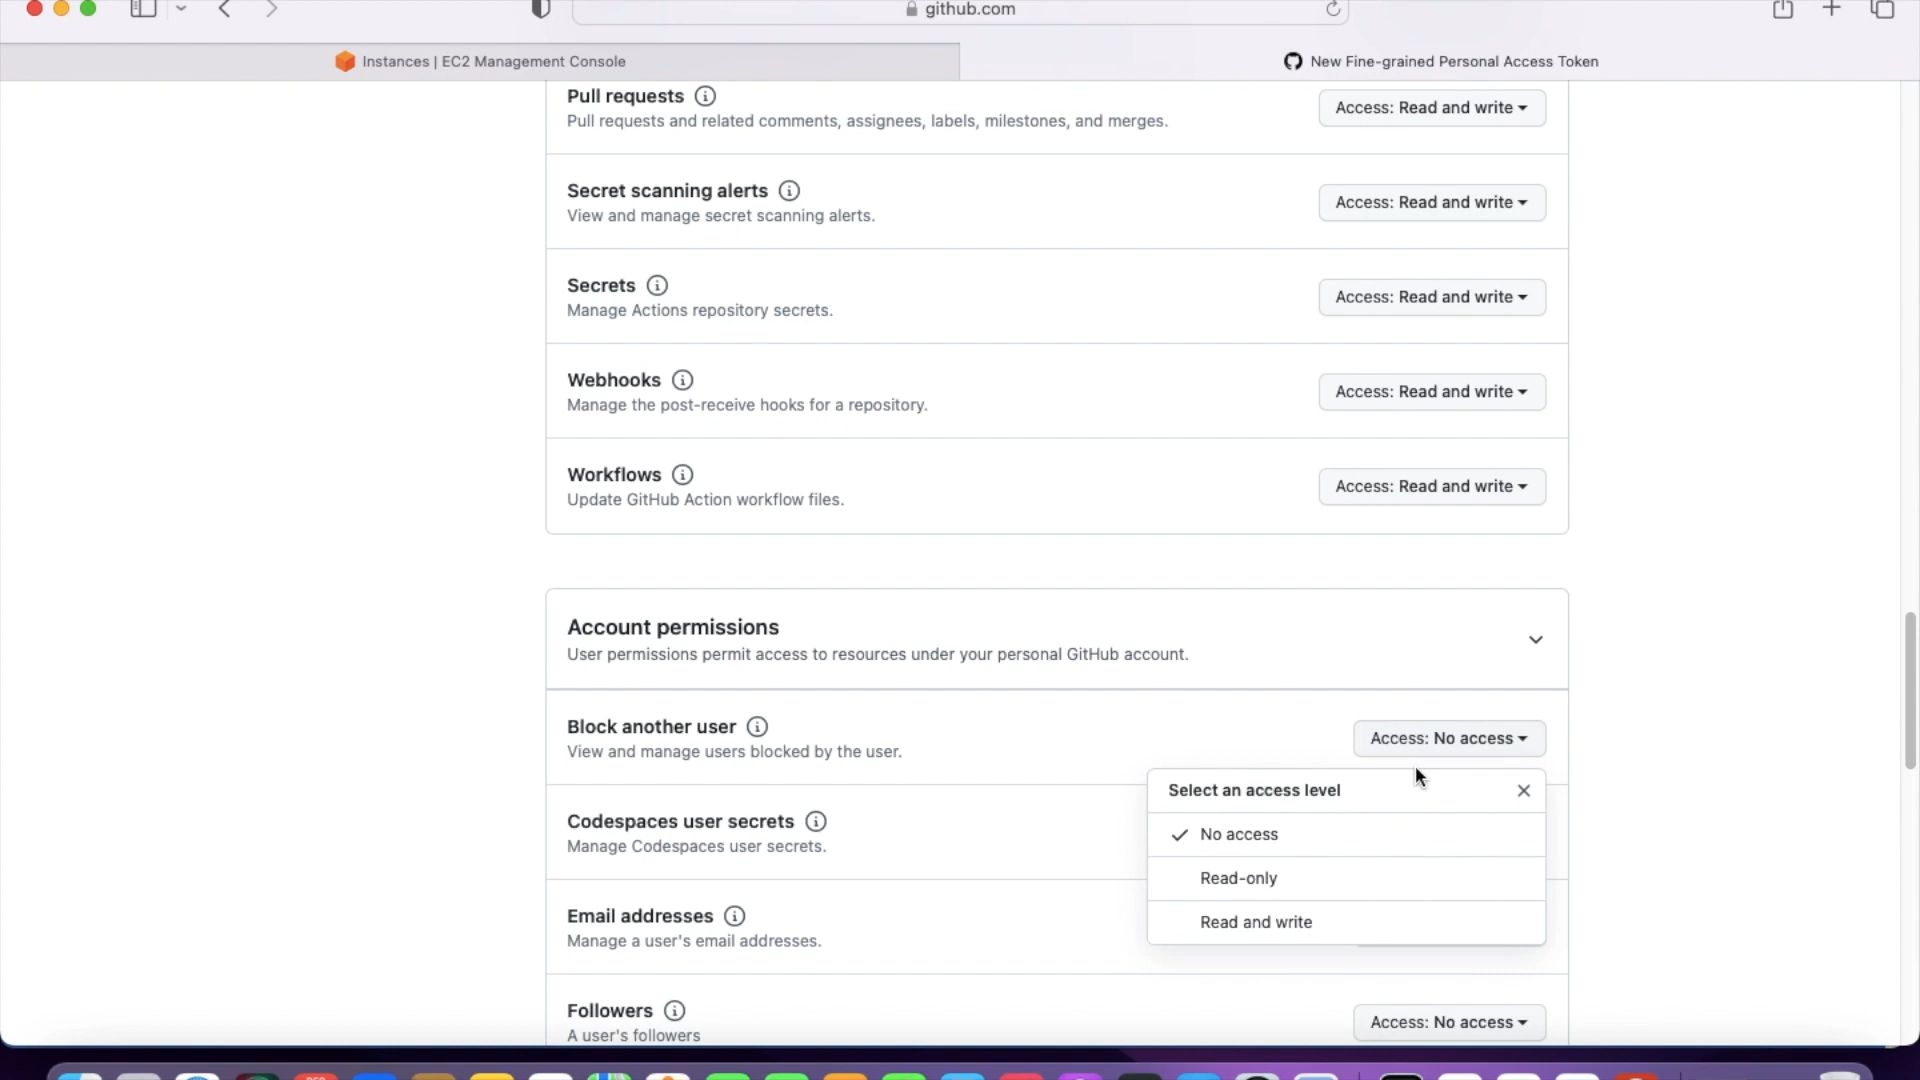 github.com
Instances | EC2 Management Console
New Fine-grained Personal Access Token
Pull requests
Pull requests and related comments, assignees, labels, milestones, and merges.
Access: Read and write
Secret scanning alerts
View and manage secret scanning alerts.
Access: Read and write
Secrets
Manage Actions repository secrets.
Access: Read and write
Webhooks
Manage the post-receive hooks for a repository.
Access: Read and write
Workflows
Update GitHub Action workflow files.
Access: Read and write
Account permissions
User permissions permit access to resources under your personal GitHub account.
Block another user
View and manage users blocked by the user.
Access: No access
Select an access level
No access
Read-only
Read and write
Codespaces user secrets
Manage Codespaces user secrets.
Email addresses
Manage a user's email addresses.
Followers
A user's followers
Access: No access